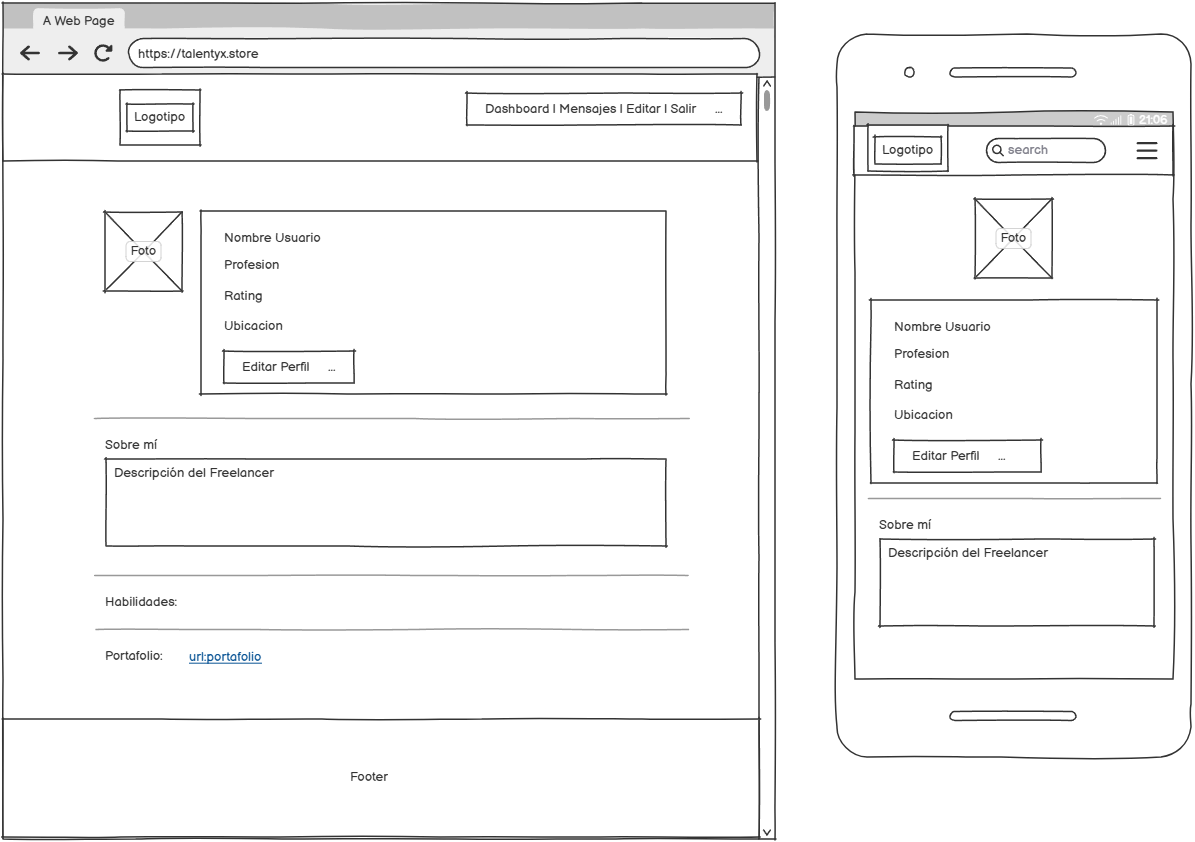 A Web Page
https://talentyx.store
Logotipo
Dashboard | Mensajes | Editar | Salir ...
Foto
Nombre Usuario
Profesion
Rating
Ubicacion
Editar Perfil ...
Sobre mí
Descripción del Freelancer
Habilidades:
Portafolio: url:portafolio
Footer
21:06
Logotipo
search
Foto
Nombre Usuario
Profesion
Rating
Ubicacion
Editar Perfil ...
Sobre mí
Descripción del Freelancer